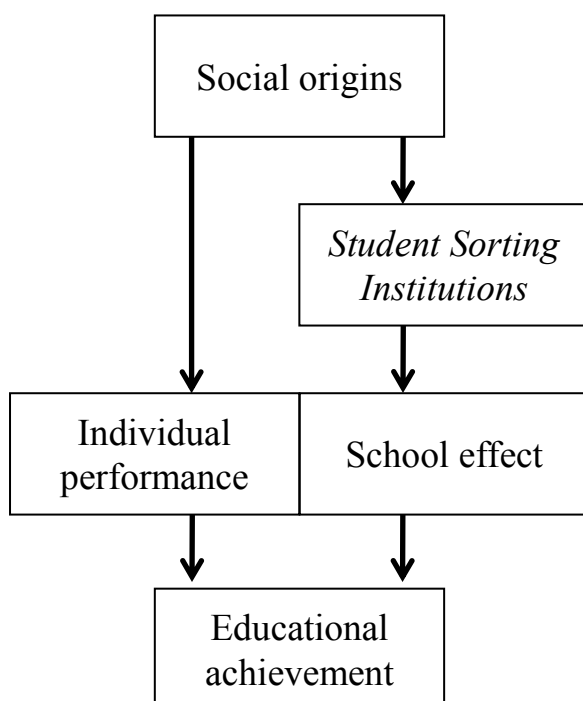 Social origins
Student Sorting
Institutions
Individual
performance
School effect
Educational
achievement